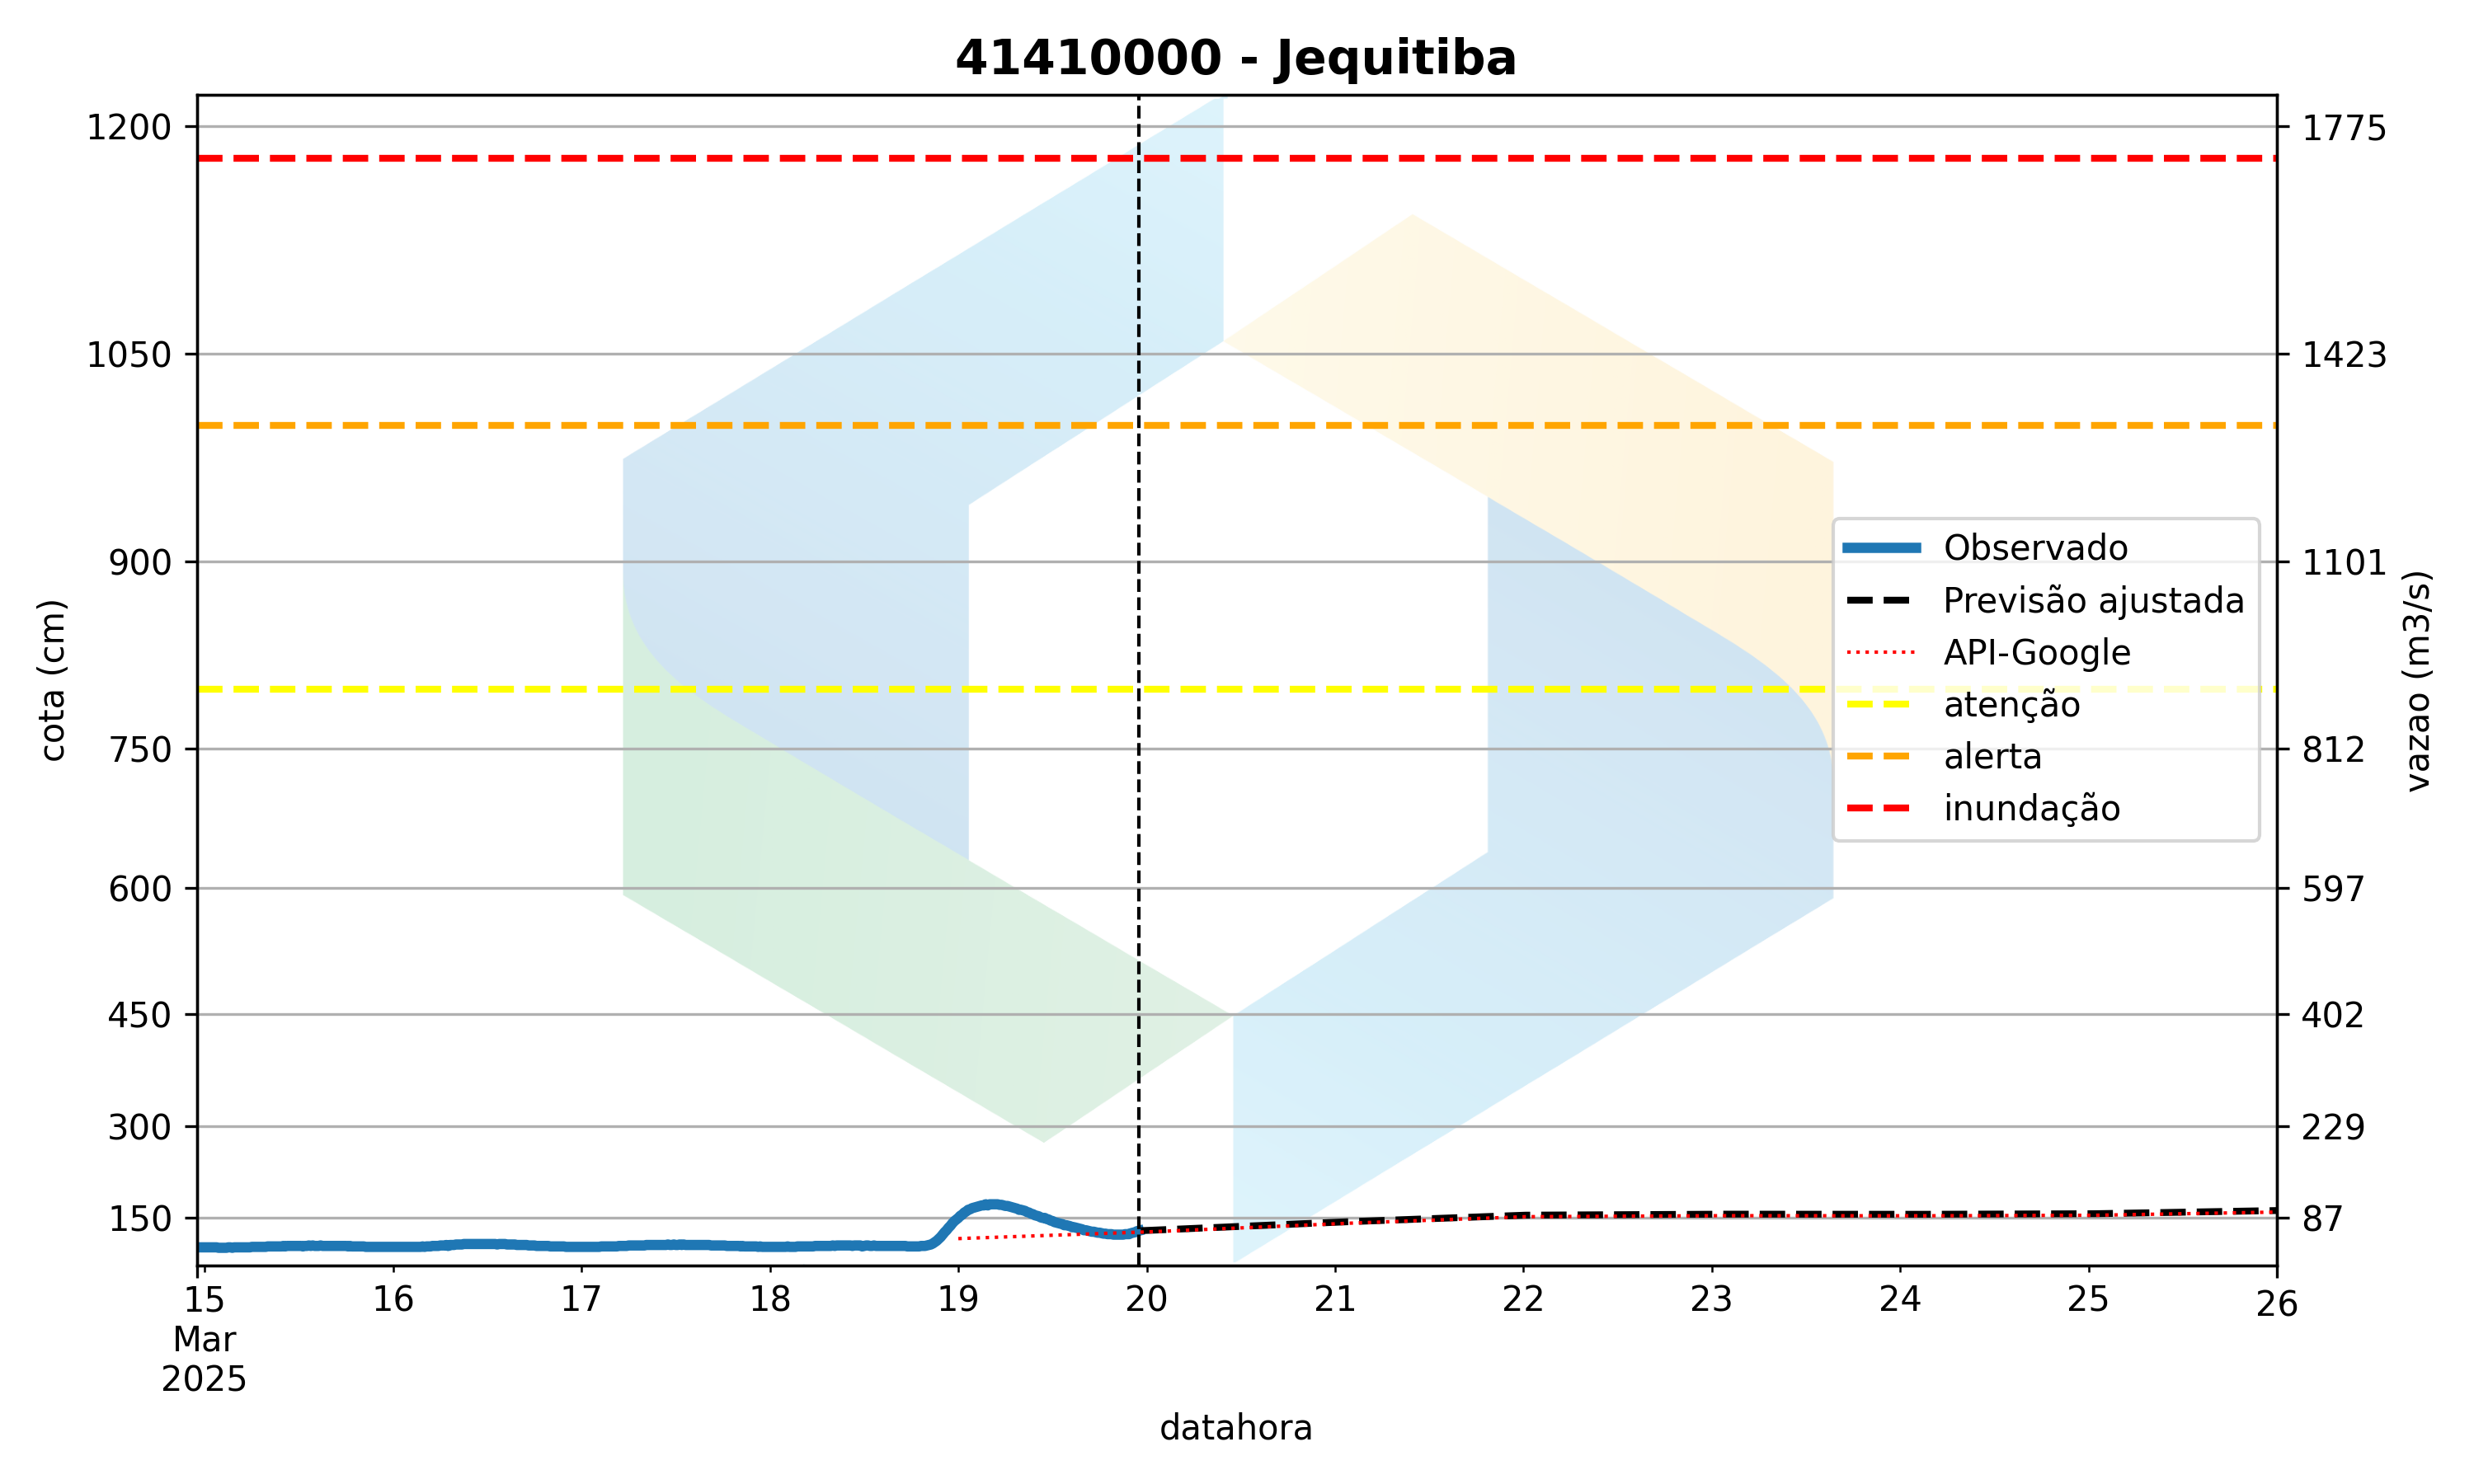 41410000 - Jequitiba
1200
1050
900
750
600
450
300
150
cota (cm)
1775
1423
1101
812
597
402
229
87
vazao (m3/s)
Observado
Previsão ajustada
API-Google
atenção
alerta
inundação
15 16 17 18 19 20 21 22 23 24 25 26
Mar
2025
datahora